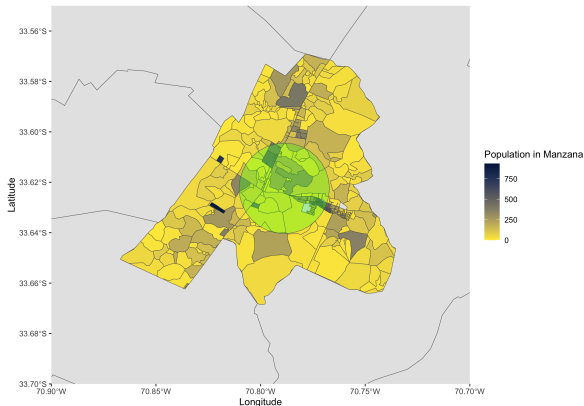 33.56°S
33.58°S
33.60°S
33.62°S
33.64°S
33.66°S
33.68°S
33.70°S
Latitude
70.90°W
70.85°W
70.80°W
70.75°W
70.70°W
Longitude
Population in Manzana
750
500
250
0